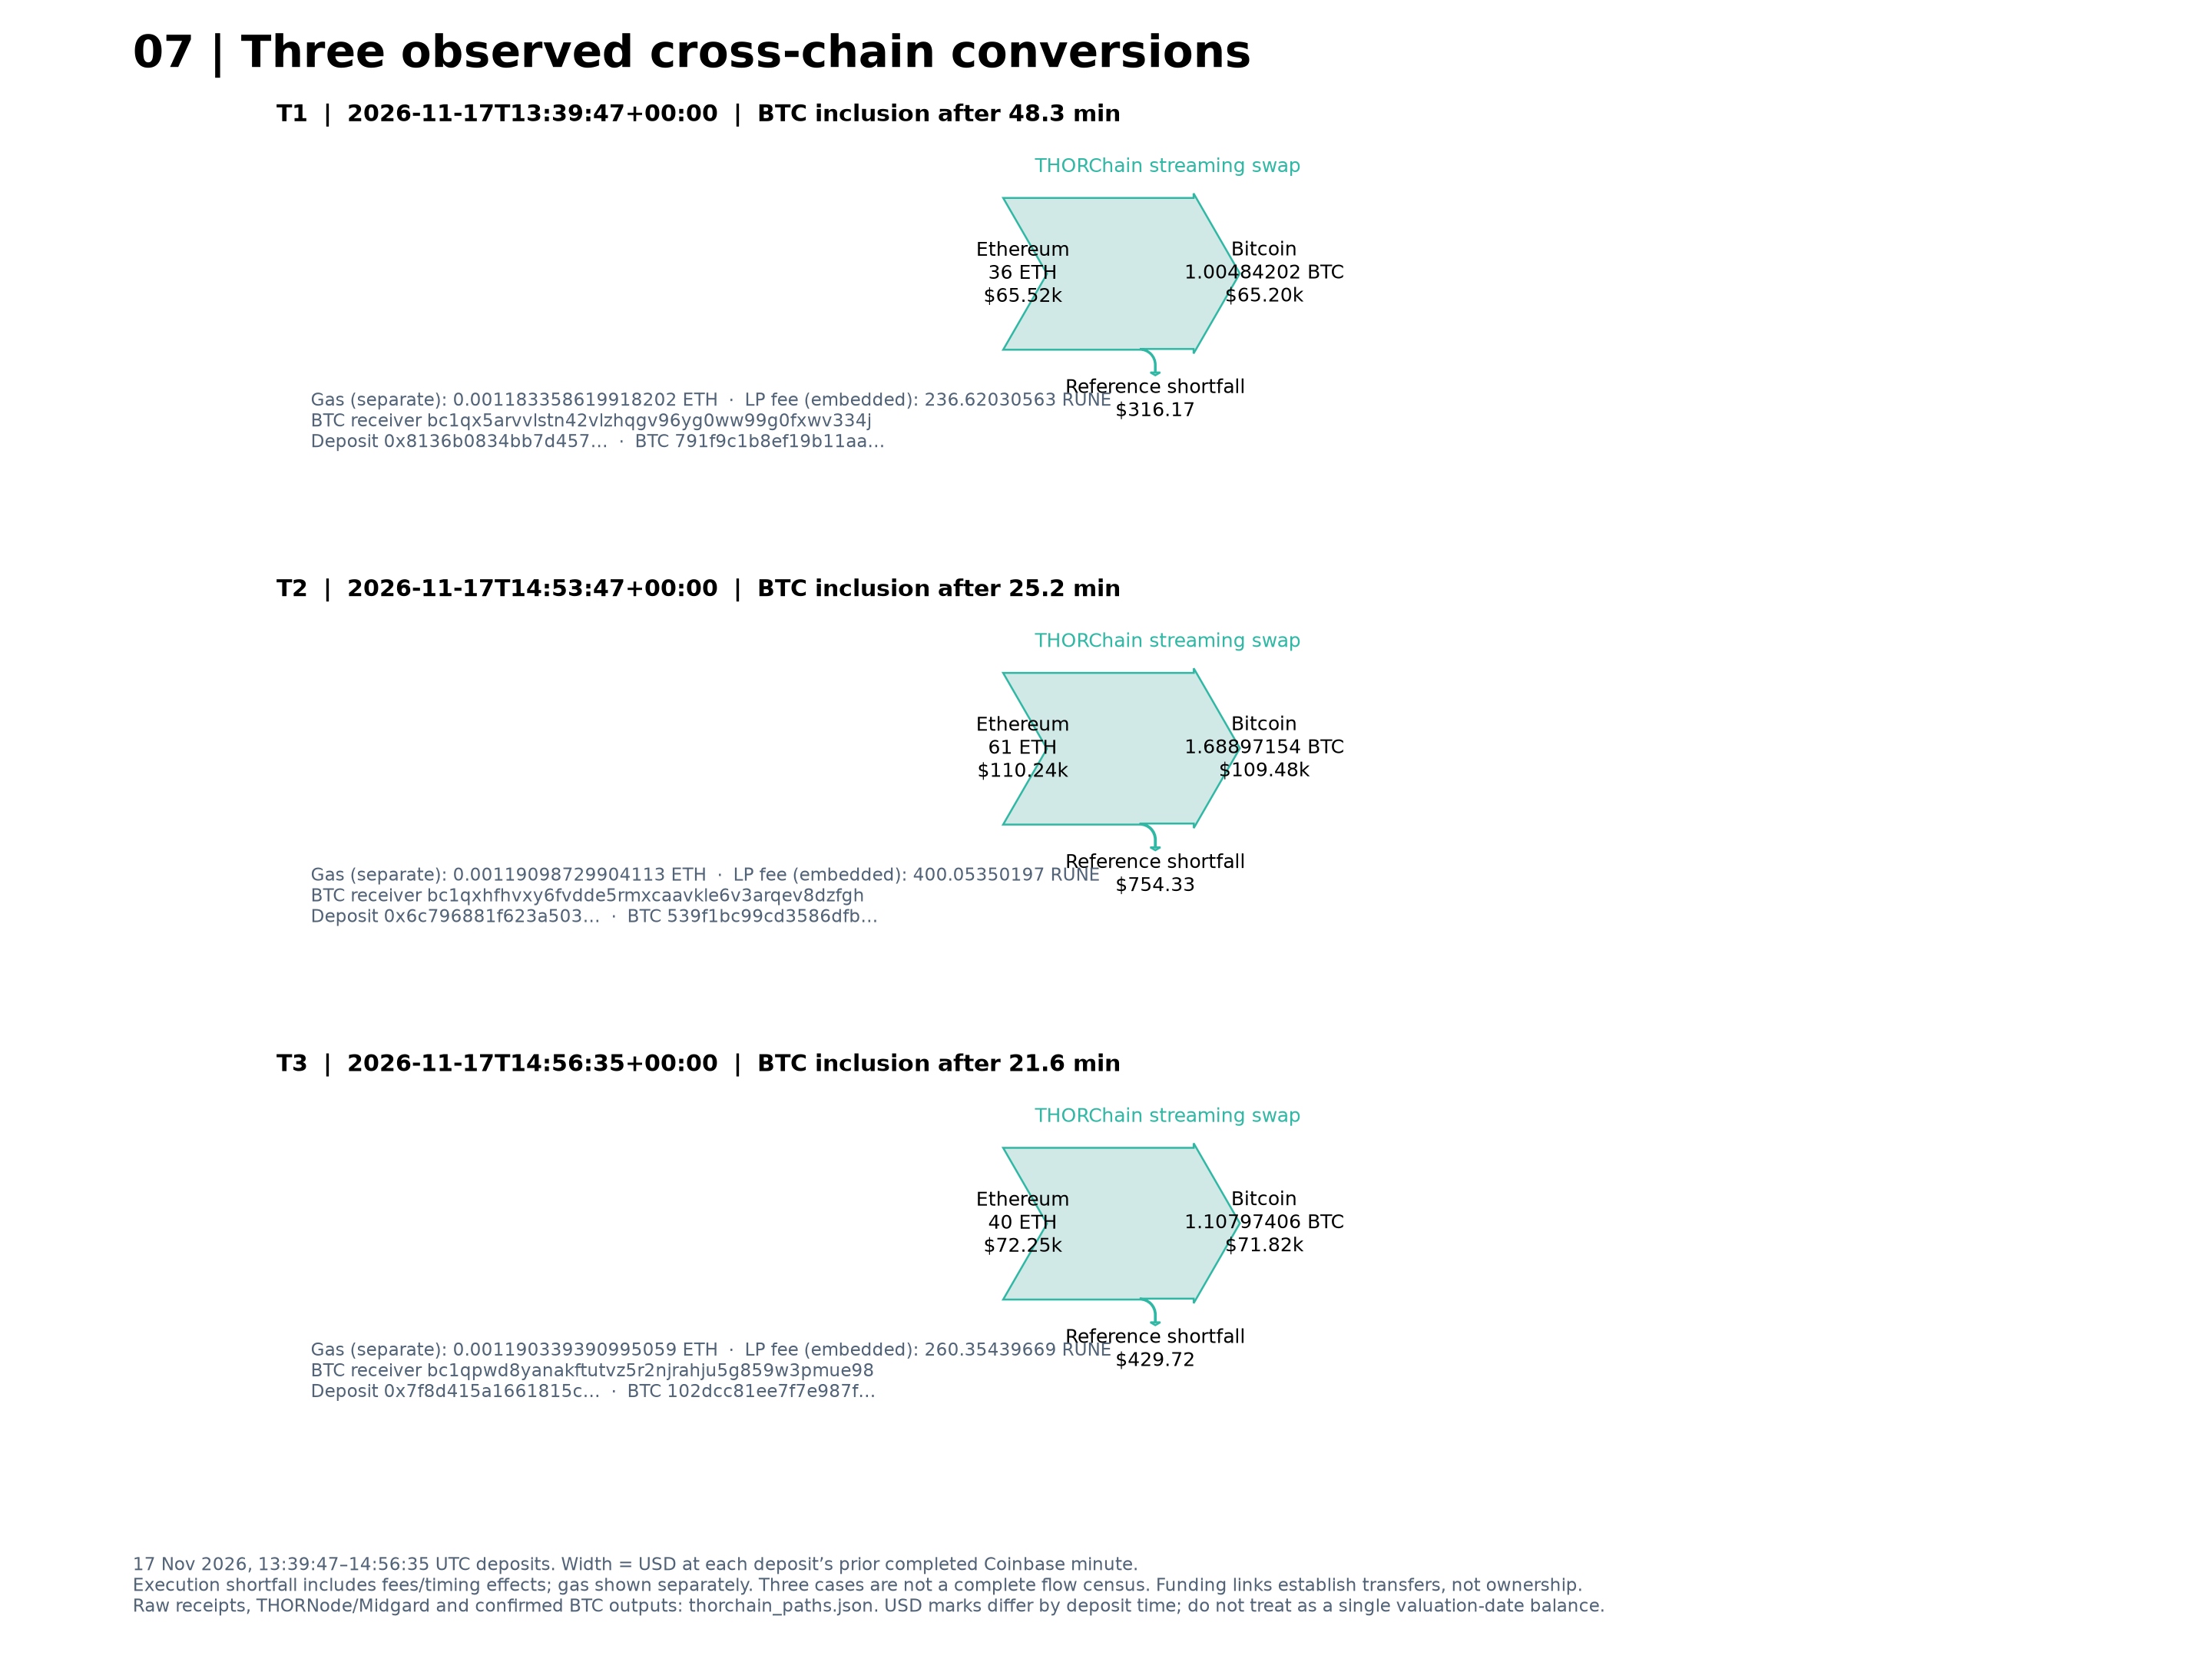 07 | Three observed cross-chain conversions
T1 | 2026-11-17T13:39:47+00:00 | BTC inclusion after 48.3 min
THORChain streaming swap
Ethereum
36 ETH
$65.52k
Bitcoin
1.00484202 BTC
$65.20k
Reference shortfall
$316.17
Gas (separate): 0.001183358619918202 ETH · LP fee (embedded): 236.62030563 RUNE
BTC receiver bc1qx5arvvlstn42vlzhqgv96yg0ww99g0fxwv334j
Deposit 0x8136b0834bb7d457… · BTC 791f9c1b8ef19b11aa…
T2 | 2026-11-17T14:53:47+00:00 | BTC inclusion after 25.2 min
THORChain streaming swap
Ethereum
61 ETH
$110.24k
Bitcoin
1.68897154 BTC
$109.48k
Reference shortfall
$754.33
Gas (separate): 0.00119098729904113 ETH · LP fee (embedded): 400.05350197 RUNE
BTC receiver bc1qxhfhvxy6fvdde5rmxcaavkle6v3arqev8dzfgh
Deposit 0x6c796881f623a503… · BTC 539f1bc99cd3586dfb…
T3 | 2026-11-17T14:56:35+00:00 | BTC inclusion after 21.6 min
THORChain streaming swap
Ethereum
40 ETH
$72.25k
Bitcoin
1.10797406 BTC
$71.82k
Reference shortfall
$429.72
Gas (separate): 0.001190339390995059 ETH · LP fee (embedded): 260.35439669 RUNE
BTC receiver bc1qpwd8yanakftutvz5r2njrahju5g859w3pmue98
Deposit 0x7f8d415a1661815c… · BTC 102dcc81ee7f7e987f…
17 Nov 2026, 13:39:47–14:56:35 UTC deposits. Width = USD at each deposit’s prior completed Coinbase minute.
Execution shortfall includes fees/timing effects; gas shown separately. Three cases are not a complete flow census. Funding links establish transfers, not ownership.
Raw receipts, THORNode/Midgard and confirmed BTC outputs: thorchain_paths.json. USD marks differ by deposit time; do not treat as a single valuation-date balance.